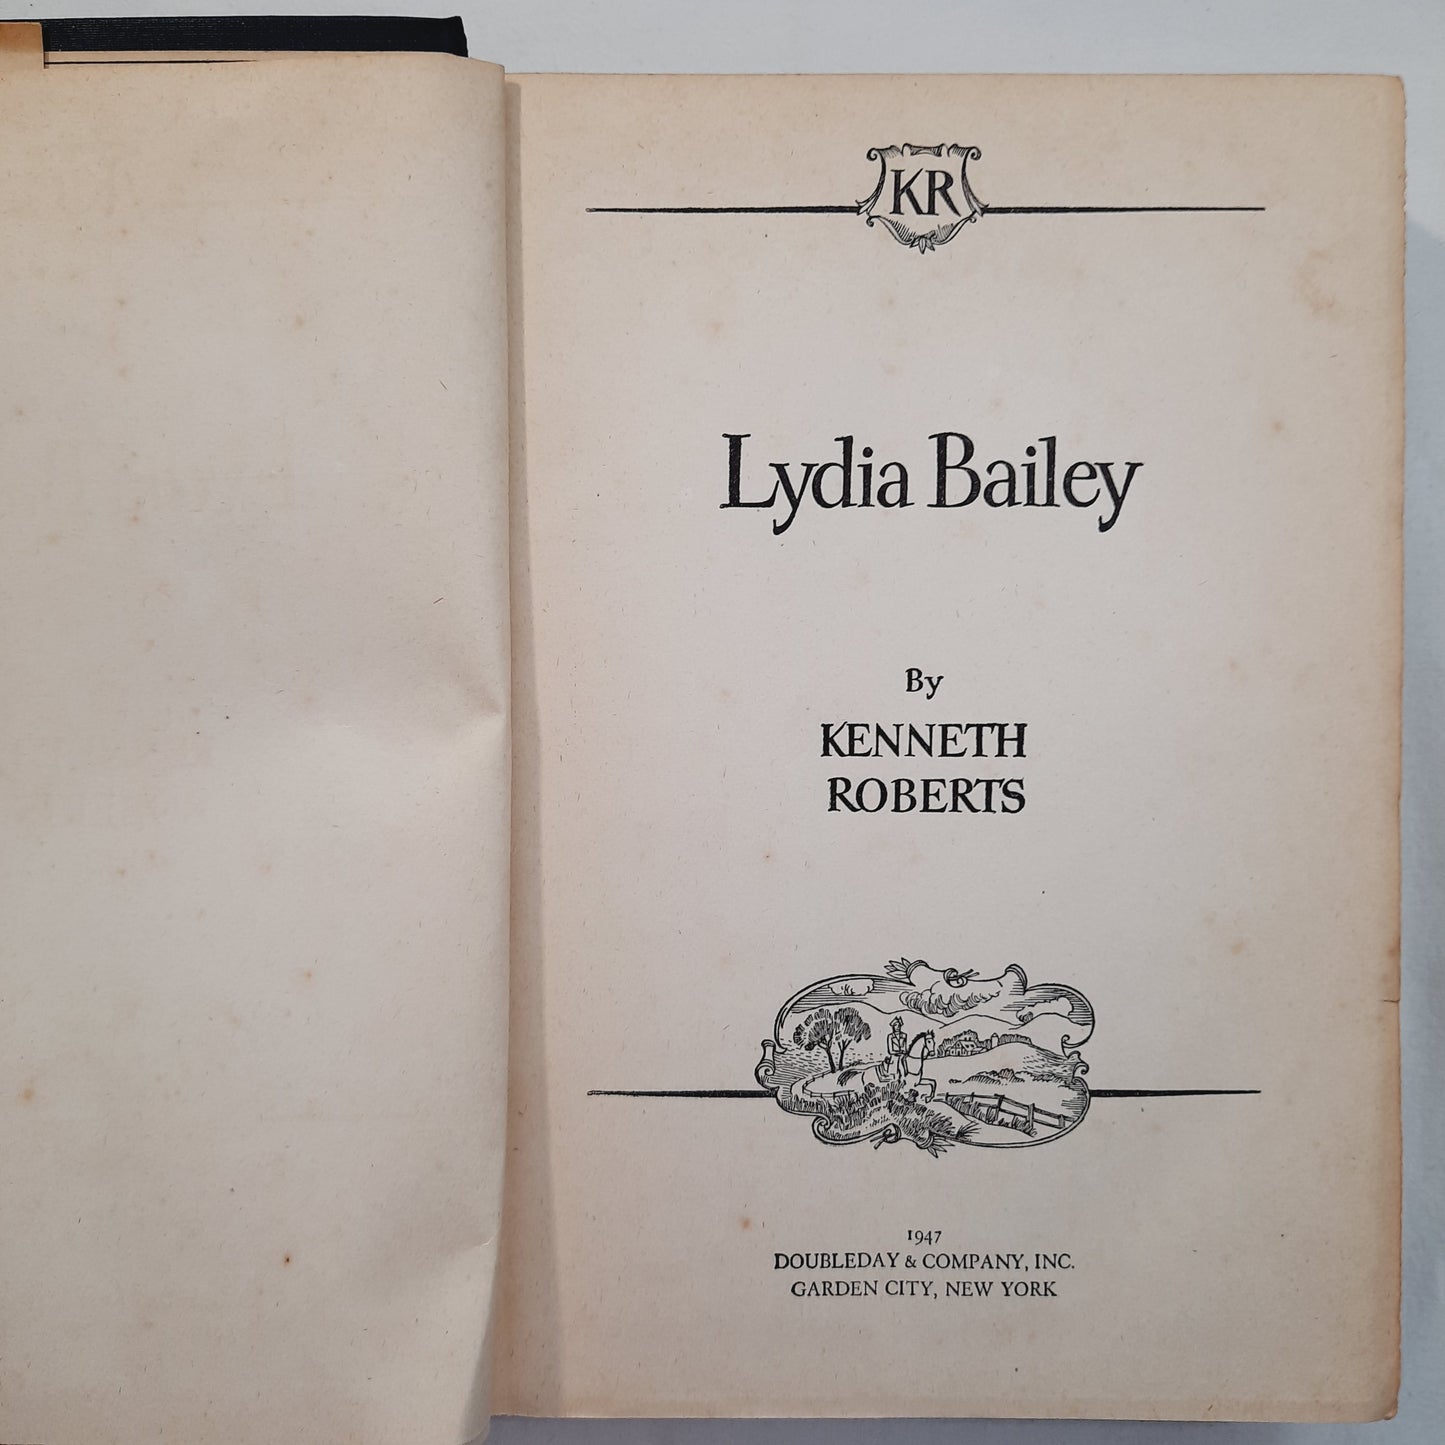 KR
Lydia Bailey
By
KENNETH
ROBERTS
1947
DOUBLEDAY & COMPANY, INC.
GARDEN CITY, NEW YORK